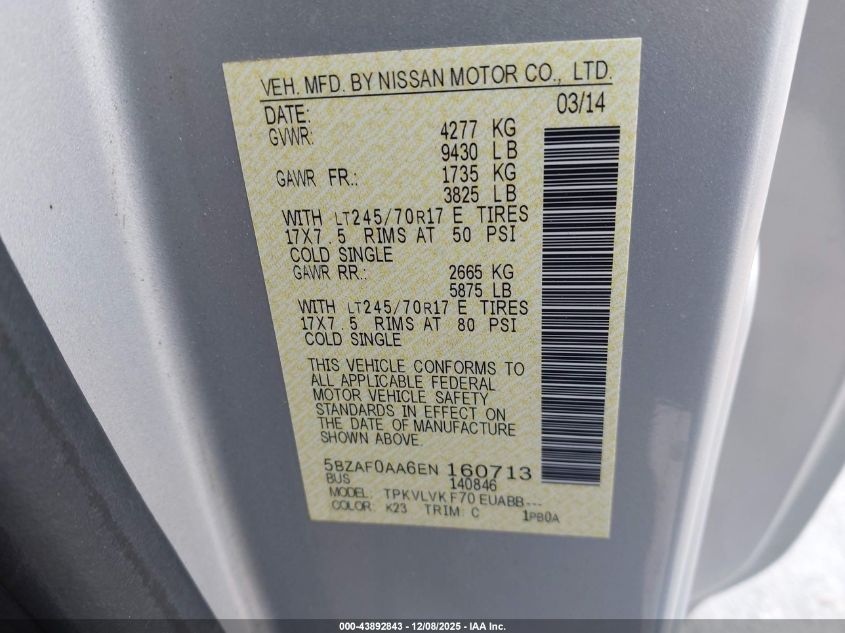 VEH. MFD. BY NISSAN MOTOR CO., LTD.
DATE: 03/14
GVWR: 4277 KG
9430 LB
GAWR FR.: 1735 KG
3825 LB
WITH LT245/70R17 E TIRES
17X7.5 RIMS AT 50 PSI
COLD SINGLE
GAWR RR.: 2665 KG
5875 LB
WITH LT245/70R17 E TIRES
17X7.5 RIMS AT 80 PSI
COLD SINGLE
THIS VEHICLE CONFORMS TO
ALL APPLICABLE FEDERAL
MOTOR VEHICLE SAFETY
STANDARDS IN EFFECT ON
THE DATE OF MANUFACTURE
SHOWN ABOVE.
5BZAF0AA6EN 160713
BUS 140846
MODEL: TPKVLVK F70 EUABB---
COLOR: K23 TRIM: C 1PB0A
000-43892843 / 12/08/2025 - IAA Inc.